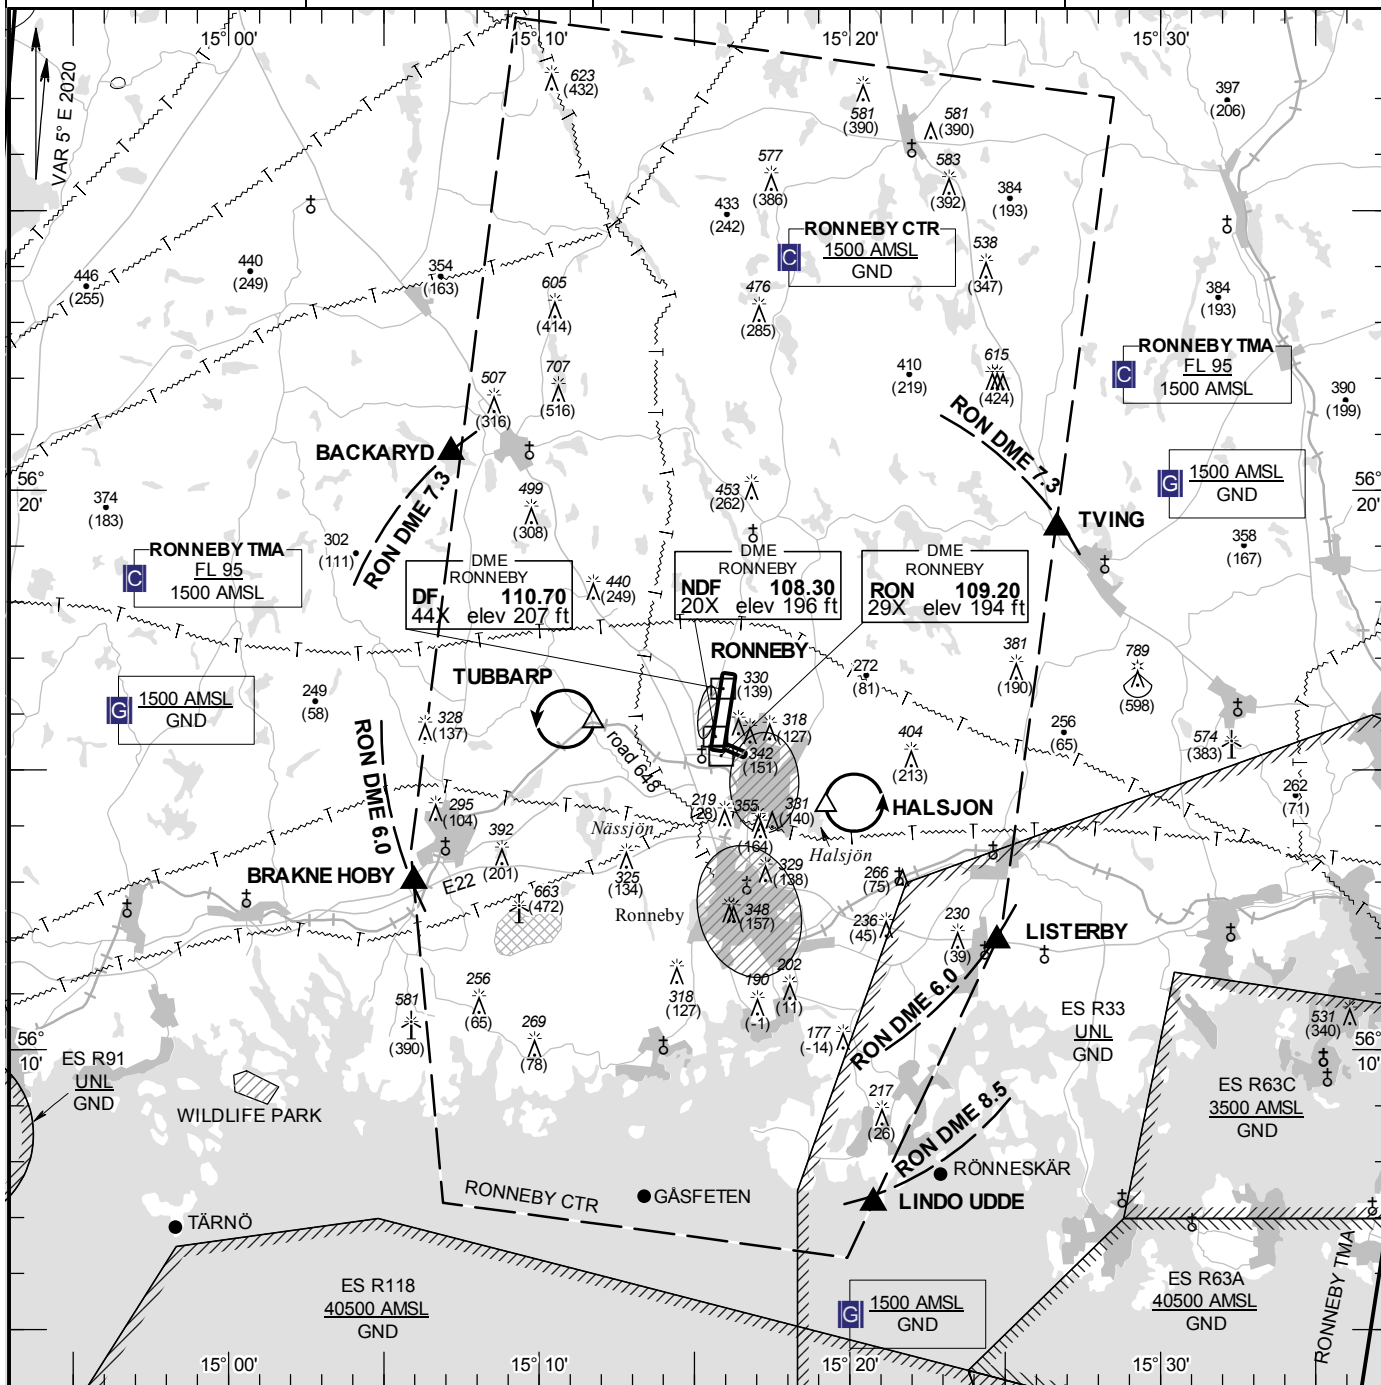 15° 00'
15° 10'
15° 20'
15° 30'
VAR 5° E 2020
623
(432)
581
(390)
581
(390)
397
(206)
577
(386)
583
(392)
384
(193)
433
(242)
RONNEBY CTR
C
1500 AMSL
GND
538
(347)
446
(255)
440
(249)
354
(163)
605
(414)
476
(285)
384
(193)
RONNEBY TMA
C
FL 95
1500 AMSL
707
(516)
507
(316)
410
(219)
615
(424)
390
(199)
BACKARYD
RON DME 7.3
RON DME 7.3
56°
20'
374
(183)
499
(308)
453
(262)
G
1500 AMSL
GND
56°
20'
TVING
302
(111)
358
(167)
RONNEBY TMA
C
FL 95
1500 AMSL
DME
RONNEBY
DF 110.70
44X elev 207 ft
440
(249)
DME
RONNEBY
NDF 108.30
20X elev 196 ft
DME
RONNEBY
RON 109.20
29X elev 194 ft
RONNEBY
381
(190)
789
(598)
TUBBARP
330
(139)
272
(81)
G
1500 AMSL
GND
249
(58)
328
(137)
318
(127)
256
(65)
574
(383)
RON DME 6.0
road 648
342
(151)
404
(213)
262
(71)
295
(104)
219
(28)
355
(164)
331
(140)
HALSJON
392
(201)
Nässjön
325
(134)
Halsjön
BRAKNE HOBY
E22
329
(138)
266
(75)
663
(472)
Ronneby
348
(157)
236
(45)
230
(39)
LISTERBY
581
(390)
256
(65)
318
(127)
190
(-1)
202
(11)
RON DME 6.0
ES R33
UNL
GND
531
(340)
269
(78)
177
(-14)
56°
10'
56°
10'
ES R91
UNL
GND
WILDLIFE PARK
217
(26)
RON DME 8.5
ES R63C
3500 AMSL
GND
RÖNNESKÄR
RONNEBY CTR
GÅSFETEN
LINDO UDDE
TÄRNÖ
ES R118
40500 AMSL
GND
G
1500 AMSL
GND
ES R63A
40500 AMSL
GND
RONNEBY TMA
15° 00'
15° 10'
15° 20'
15° 30'